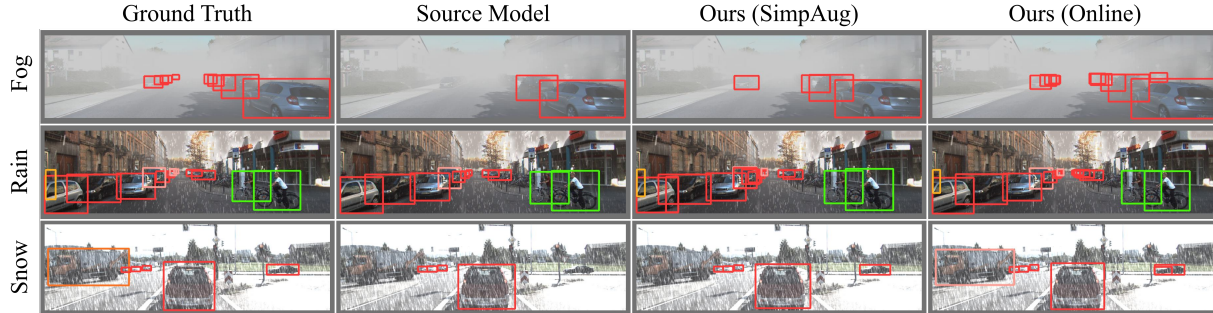 Ground Truth Source Model Ours (SimpAug) Ours (Online)
Fog
Rain
Snow